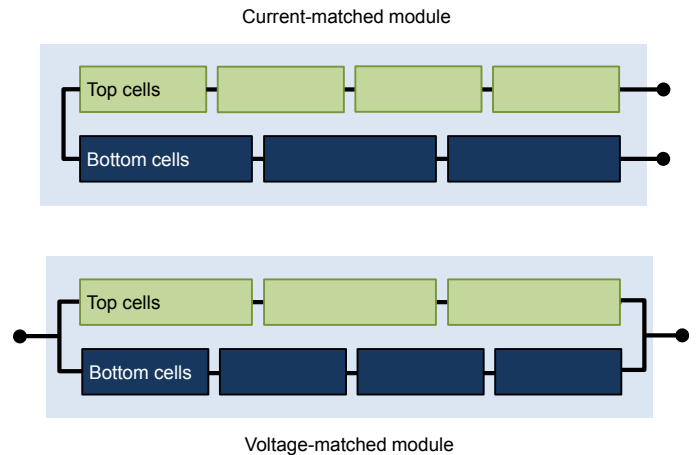 Current-matched module
Top cells
Bottom cells
Top cells
Bottom cells
Voltage-matched module